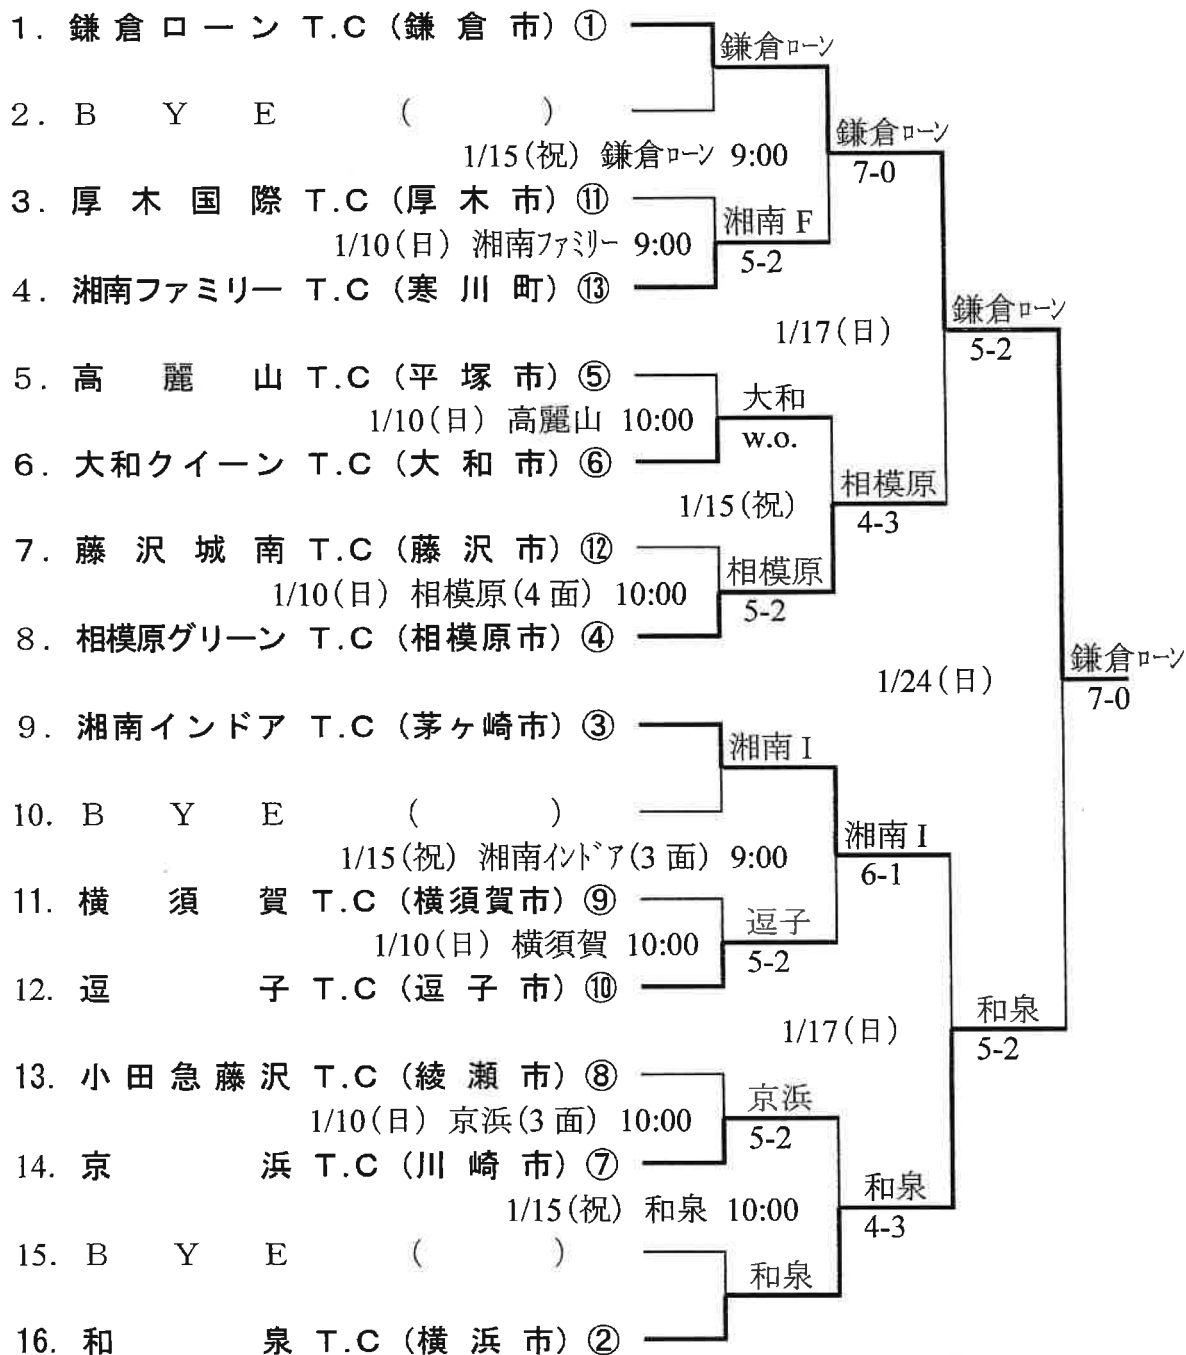 1. 鎌倉ローン T.C (鎌倉市) ①
鎌倉ローン
2. B Y E ( )
鎌倉ローン
1/15(祝) 鎌倉ローン 9:00
7-0
3. 厚木国際 T.C (厚木市) ⑪
湘南 F
1/10(日) 湘南ファミリー 9:00
5-2
4. 湘南ファミリー T.C (寒川町) ⑬
鎌倉ローン
1/17(日)
5-2
5. 高麗山 T.C (平塚市) ⑤
大和
1/10(日) 高麗山 10:00
w.o.
6. 大和クイーン T.C (大和市) ⑥
相模原
1/15(祝)
4-3
7. 藤沢城南 T.C (藤沢市) ⑫
相模原
1/10(日) 相模原(4面) 10:00
5-2
8. 相模原グリーン T.C (相模原市) ④
鎌倉ローン
1/24(日)
7-0
9. 湘南インドア T.C (茅ヶ崎市) ③
湘南 I
10. B Y E ( )
湘南 I
1/15(祝) 湘南インドア(3面) 9:00
6-1
11. 横須賀 T.C (横須賀市) ⑨
逗子
1/10(日) 横須賀 10:00
5-2
12. 逗子 T.C (逗子市) ⑩
和泉
1/17(日)
5-2
13. 小田急藤沢 T.C (綾瀬市) ⑧
京浜
1/10(日) 京浜(3面) 10:00
5-2
14. 京浜 T.C (川崎市) ⑦
和泉
1/15(祝) 和泉 10:00
4-3
15. B Y E ( )
和泉
16. 和泉 T.C (横浜市) ②